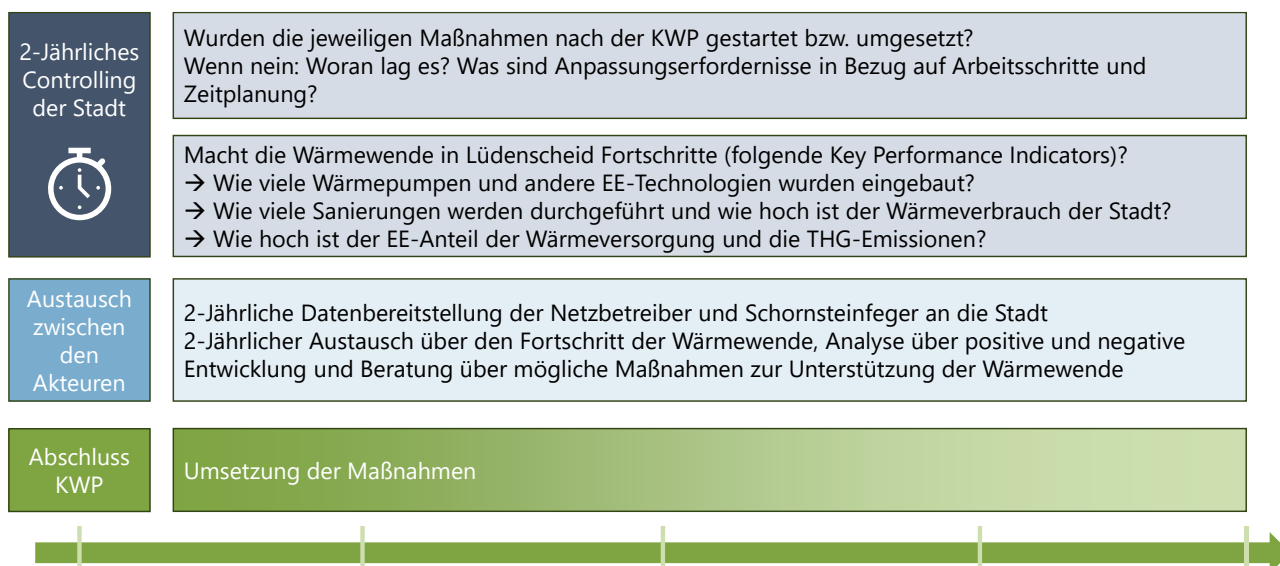 2-Jährliches
Controlling
der Stadt
Wurden die jeweiligen Maßnahmen nach der KWP gestartet bzw. umgesetzt?
Wenn nein: Woran lag es? Was sind Anpassungserfordernisse in Bezug auf Arbeitsschritte und
Zeitplanung?
Macht die Wärmewende in Lüdenscheid Fortschritte (folgende Key Performance Indicators)?
→ Wie viele Wärmepumpen und andere EE-Technologien wurden eingebaut?
→ Wie viele Sanierungen werden durchgeführt und wie hoch ist der Wärmeverbrauch der Stadt?
→ Wie hoch ist der EE-Anteil der Wärmeversorgung und die THG-Emissionen?
Austausch
zwischen
den
Akteuren
2-Jährliche Datenbereitstellung der Netzbetreiber und Schornsteinfeger an die Stadt
2-Jährlicher Austausch über den Fortschritt der Wärmewende, Analyse über positive und negative
Entwicklung und Beratung über mögliche Maßnahmen zur Unterstützung der Wärmewende
Abschluss
KWP
Umsetzung der Maßnahmen